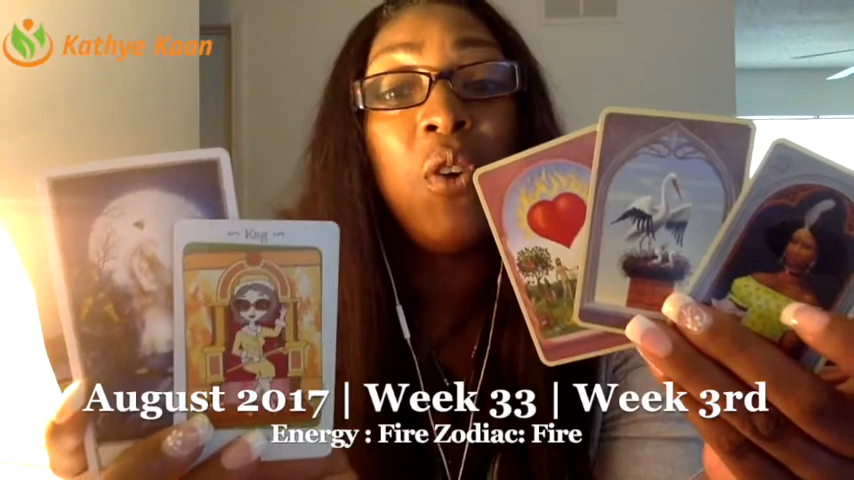 Kathye Kaan
~ King ~
August 2017 | Week 33 | Week 3rd
Energy : Fire Zodiac: Fire